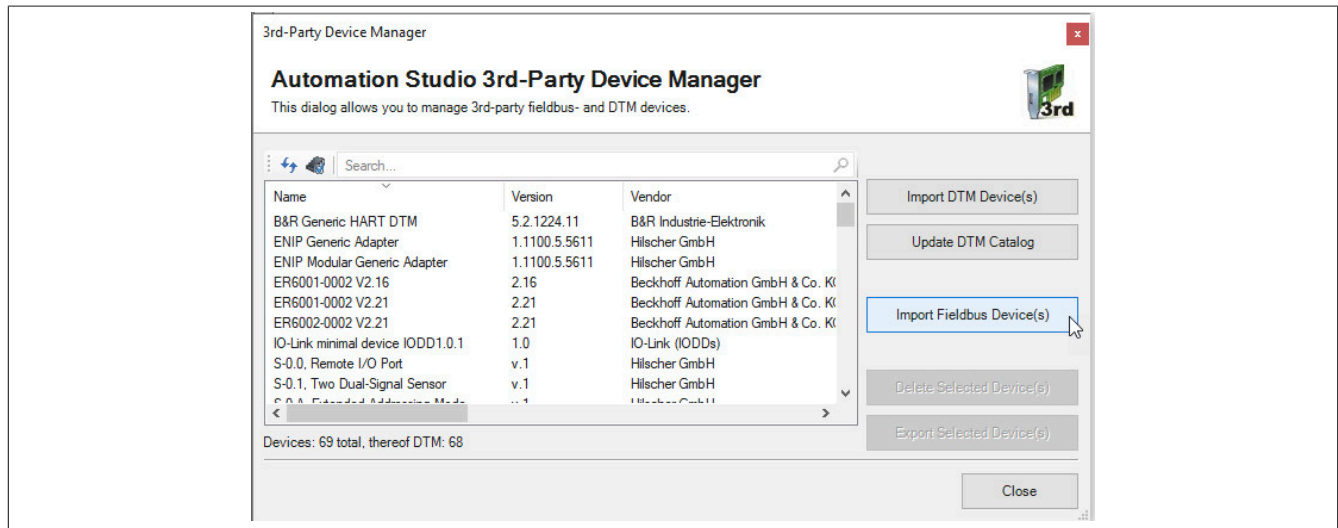 3rd-Party Device Manager
x
Automation Studio 3rd-Party Device Manager
This dialog allows you to manage 3rd-party fieldbus- and DTM devices.
3rd
Search...
Name Version Vendor
B&R Generic HART DTM 5.2.1224.11 B&R Industrie-Elektronik
ENIP Generic Adapter 1.1100.5.5611 Hilscher GmbH
ENIP Modular Generic Adapter 1.1100.5.5611 Hilscher GmbH
ER6001-0002 V2.16 2.16 Beckhoff Automation GmbH & Co.
ER6001-0002 V2.21 2.21 Beckhoff Automation GmbH & Co.
ER6002-0002 V2.21 2.21 Beckhoff Automation GmbH & Co.
IO-Link minimal device IODD1.0.1 1.0 IO-Link (IODDs)
S-0.0, Remote I/O Port v.1 Hilscher GmbH
S-0.1, Two Dual-Signal Sensor v.1 Hilscher GmbH
Devices: 69 total, thereof DTM: 68
Import DTM Device(s)
Update DTM Catalog
Import Fieldbus Device(s)
Delete Selected Device(s)
Export Selected Device(s)
Close